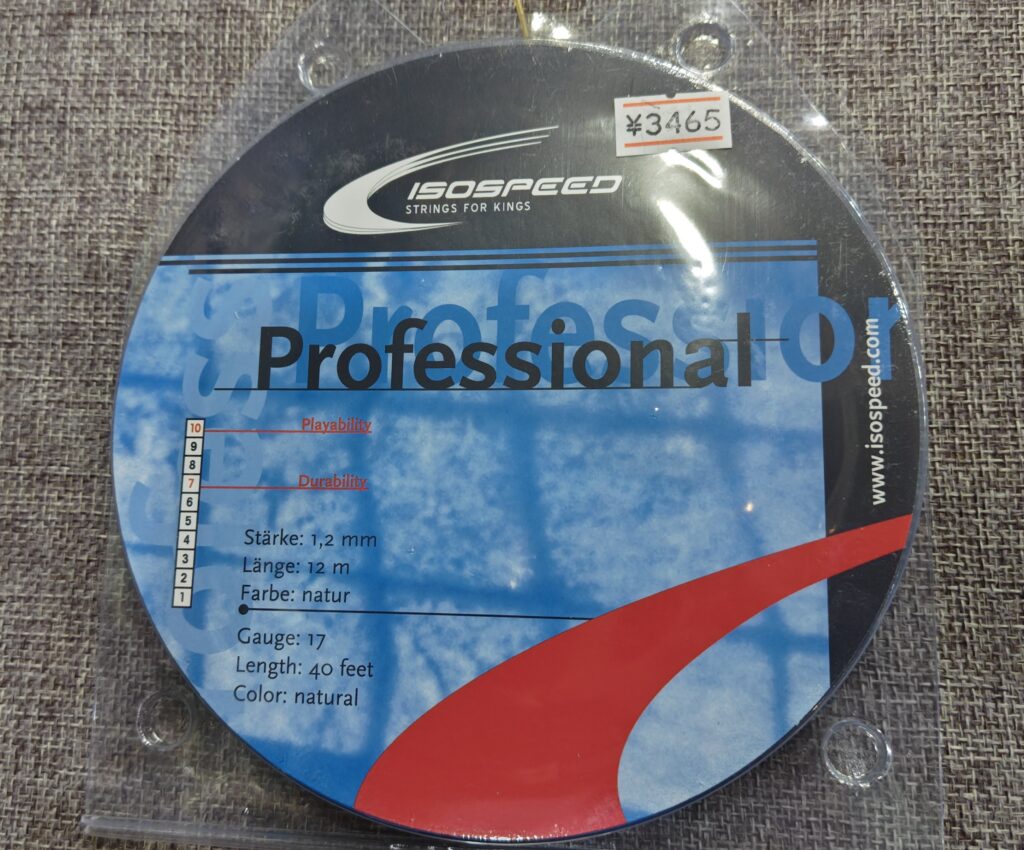 ¥3465
ISOSPEED
STRINGS FOR KINGS
Professional
www.isospeed.com
10
Playability
9
8
7
Durability
6
5
4
3
2
1
Stärke: 1,2 mm
Länge: 12 m
Farbe: natur
Gauge: 17
Length: 40 feet
Color: natural